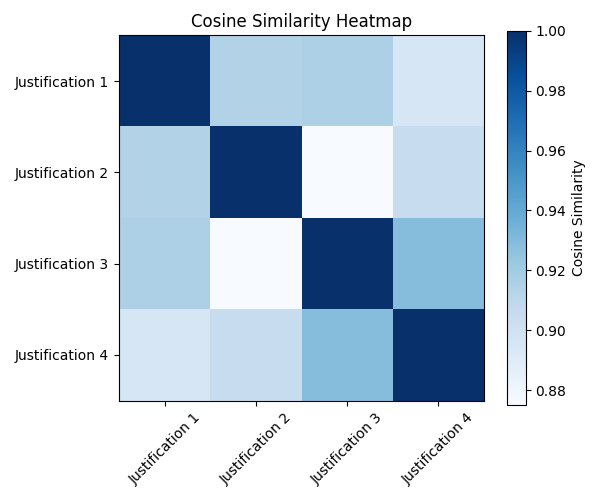 Cosine Similarity Heatmap
Justification 1
Justification 2
Justification 3
Justification 4
Justification 1
Justification 2
Justification 3
Justification 4
1.00
0.98
0.96
0.94
0.92
0.90
0.88
Cosine Similarity